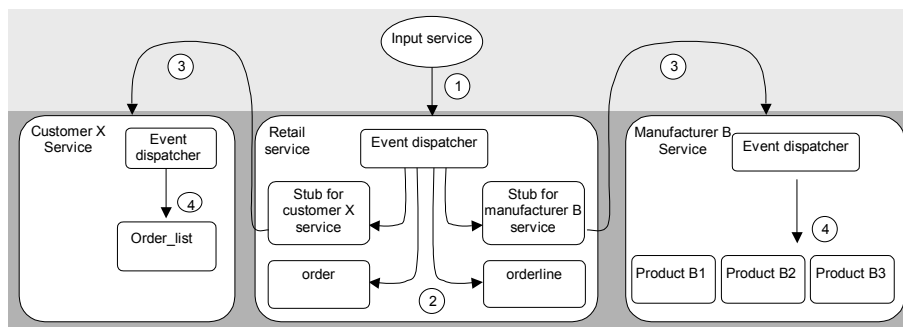 Input service
3
1
3
Customer X
Service
Event
dispatcher
4
Order_list
Retail
service
Event dispatcher
Stub for
customer X
service
Stub for
manufacturer B
service
order
orderline
2
Manufacturer B
Service
Event dispatcher
4
Product B1
Product B2
Product B3